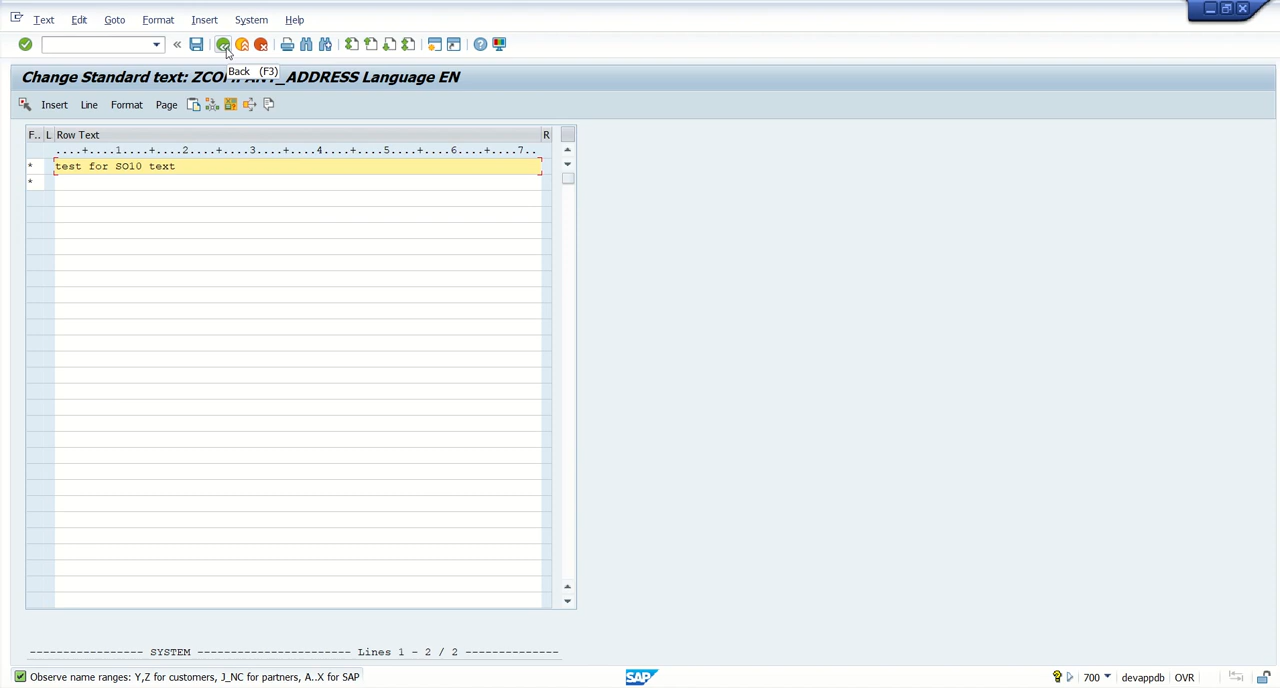 Text Edit Goto Format Insert System Help
«
Back (F3)
Change Standard text: ZCOMPANY_ADDRESS Language EN
Insert Line Format Page
F.. L Row Text R
....+....1....+....2....+....3....+....4....+....5....+....6....+....7..
* test for SO10 text
*
---------------- SYSTEM ---------------------- Lines 1 - 2 / 2 --------------
Observe name ranges: Y,Z for customers, J_NC for partners, A..X for SAP
SAP
700 devappdb OVR